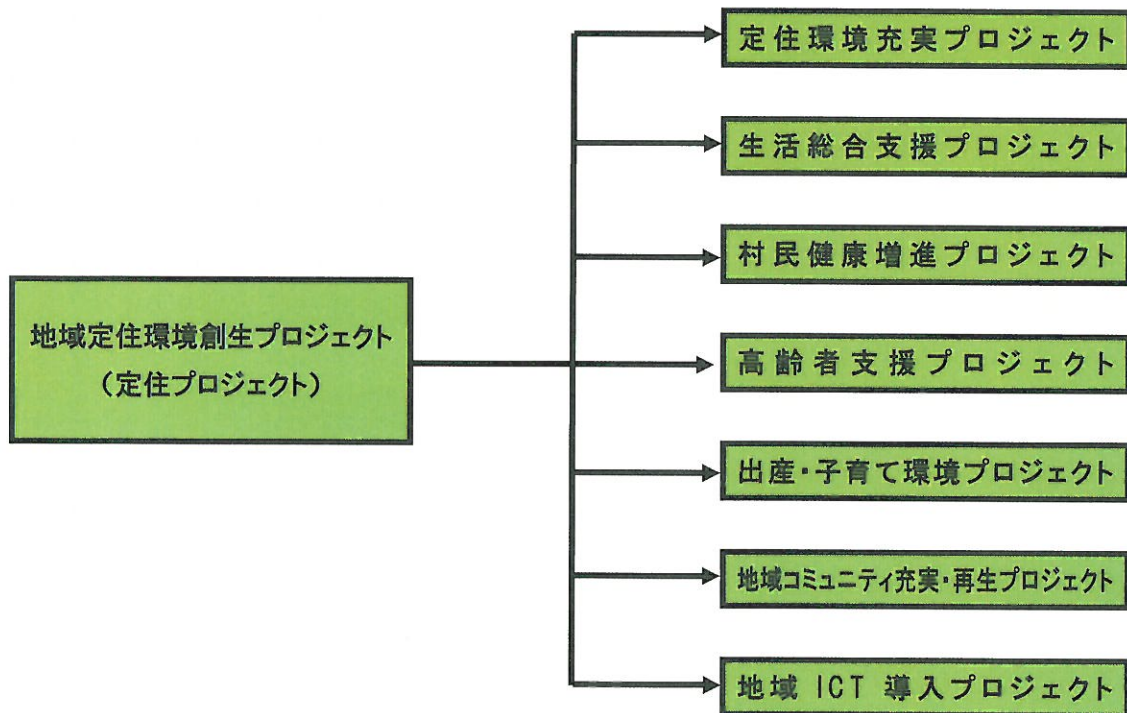 定住環境充実プロジェクト
生活総合支援プロジェクト
村民健康増進プロジェクト
地域定住環境創生プロジェクト
(定住プロジェクト)
高齢者支援プロジェクト
出産・子育て環境プロジェクト
地域コミュニティ充実・再生プロジェクト
地域 ICT 導入プロジェクト